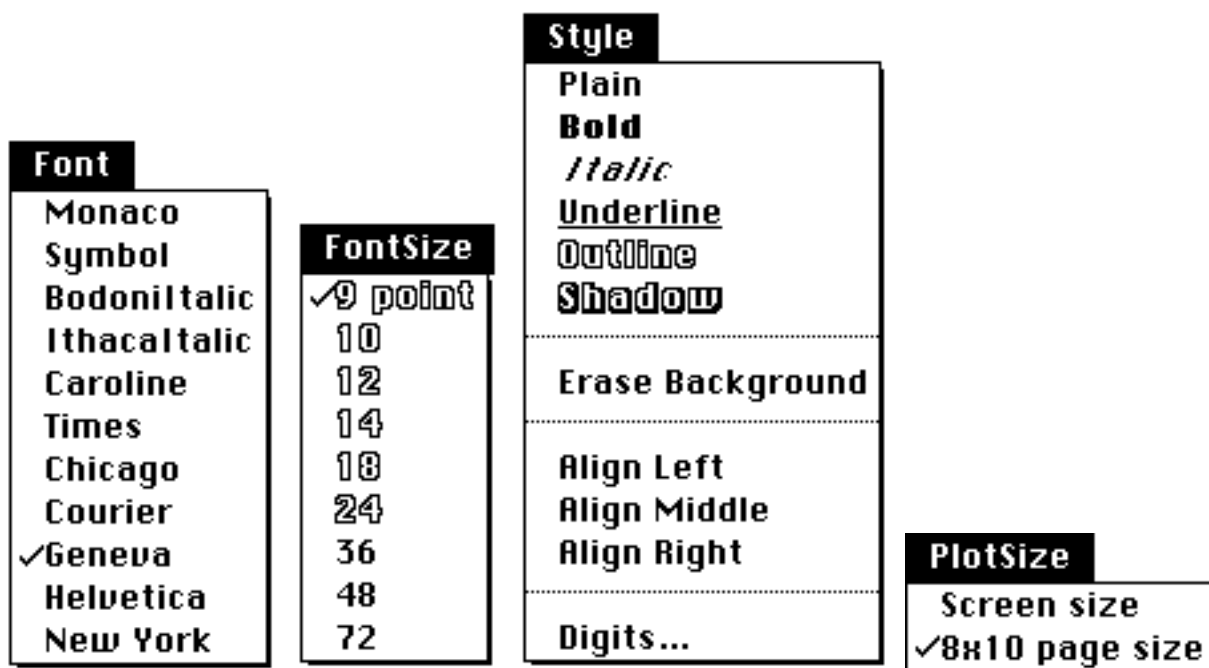 Font
Monaco
Symbol
BodoniItalic
IthacaItalic
Caroline
Times
Chicago
Courier
✓Geneva
Helvetica
New York
FontSize
✓9 point
10
12
14
18
24
36
48
72
Style
Plain
Bold
Italic
Underline
Outline
Shadow
Erase Background
Align Left
Align Middle
Align Right
Digits...
PlotSize
Screen size
✓8x10 page size